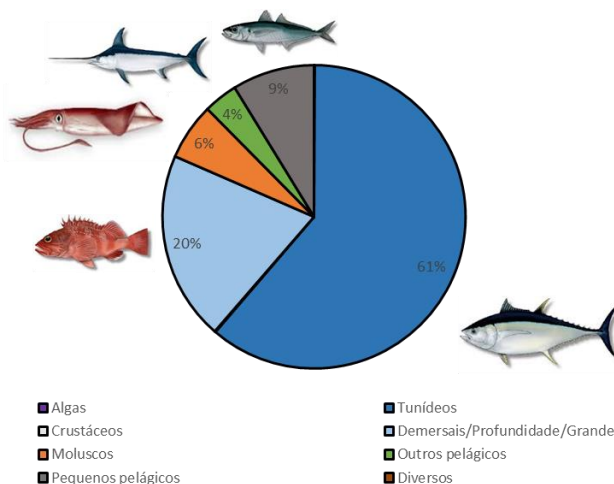 9%
4%
6%
20%
61%
Algas
Tunídeos
Crustáceos
Demersais/Profundidade/Grande
Moluscos
Outros pelágicos
Pequenos pelágicos
Diversos